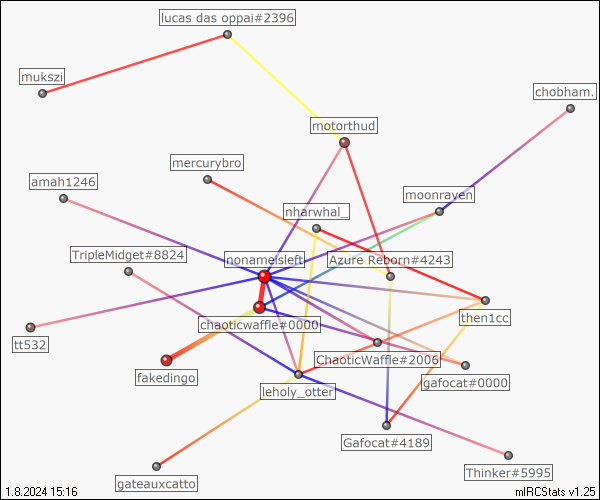 lucas das oppai#2396
mukszi
chobham.
motorthud
mercurybro
amah1246
moonraven
nharwhal_
TripleMidget#8824
nonameisleft
Azure Reborn#4243
then1cc
chaoticwaffle#0000
tt532
ChaoticWaffle#2006
fakedingo
gafocat#0000
leholy_otter
Gafocat#4189
Thinker#5995
gateauxcatto
1.8.2024 15:16
mIRCStats v1.25